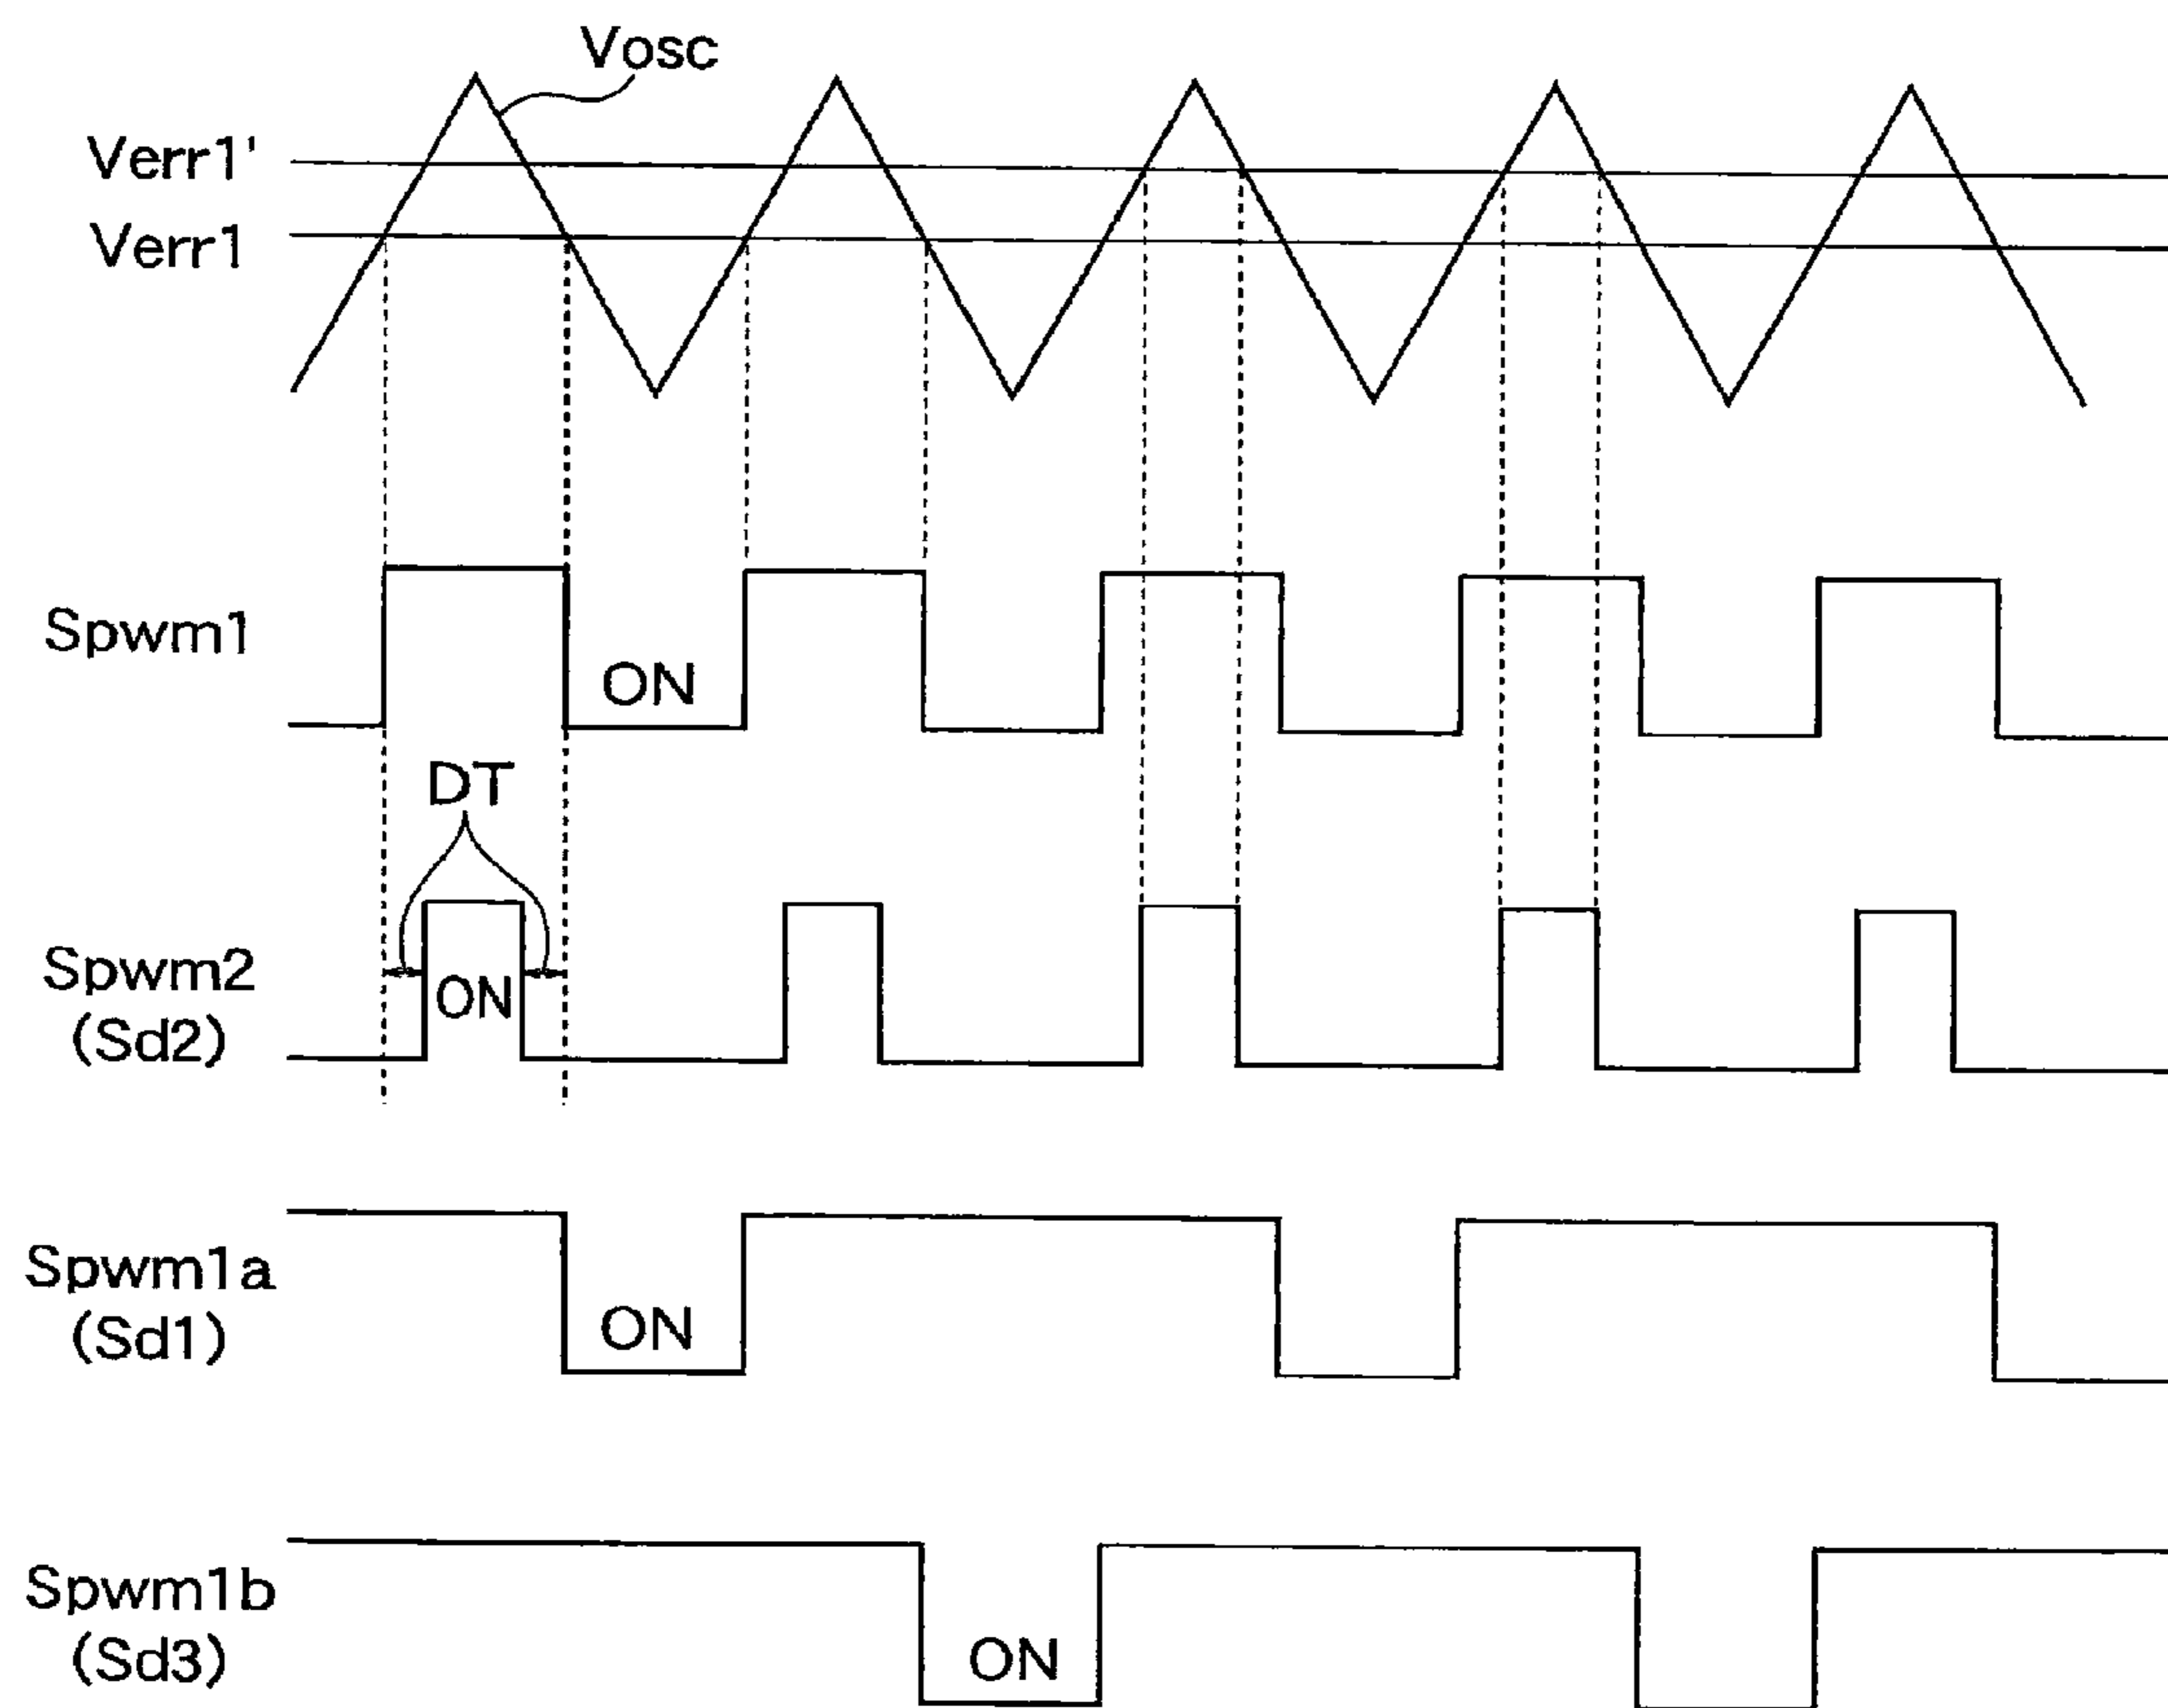 Vosc
Verr1'
Verr1
Spwm1
ON
DT
Spwm2
(Sd2)
ON
Spwm1a
(Sd1)
ON
Spwm1b
(Sd3)
ON